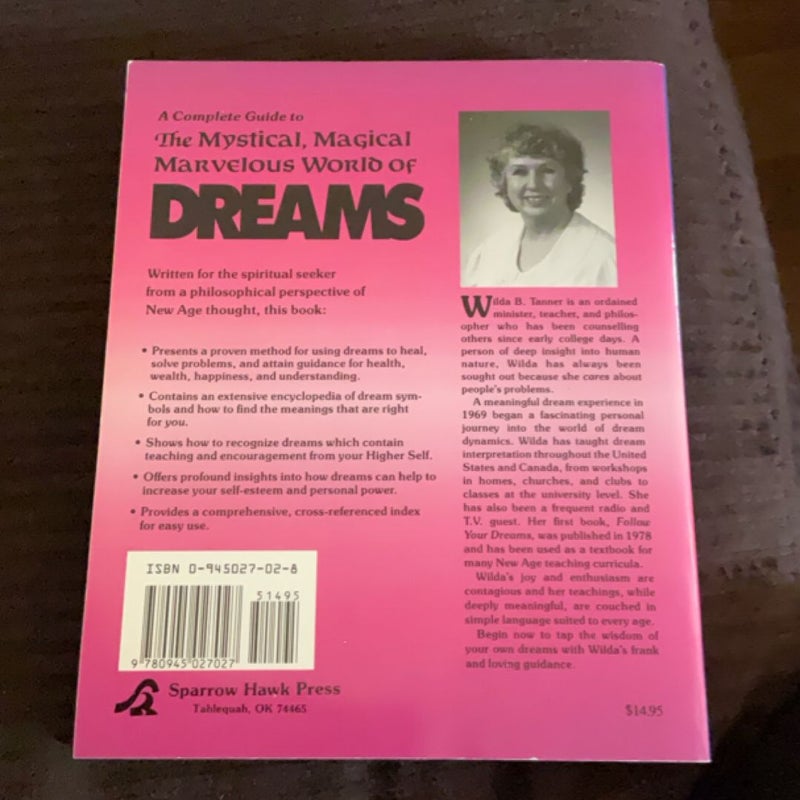 A Complete Guide to
The Mystical, Magical
Marvelous World of
DREAMS
Written for the spiritual seeker
from a philosophical perspective of
New Age thought, this book:
• Presents a proven method for using dreams to heal,
solve problems, and attain guidance for health,
wealth, happiness, and understanding.
• Contains an extensive encyclopedia of dream sym-
bols and how to find the meanings that are right
for you.
• Shows how to recognize dreams which contain
teaching and encouragement from your Higher Self.
• Offers profound insights into how dreams can help to
increase your self-esteem and personal power.
• Provides a comprehensive, cross-referenced index
for easy use.
ISBN 0-945027-02-8
51495
9 780945 027027
Sparrow Hawk Press
Tahlequah, OK 74465
Wilda B. Tanner is an ordained
minister, teacher, and philos-
opher who has been counselling
others since early college days. A
person of deep insight into human
nature, Wilda has always been
sought out because she cares about
people's problems.
A meaningful dream experience in
1969 began a fascinating personal
journey into the world of dream
dynamics. Wilda has taught dream
interpretation throughout the United
States and Canada, from workshops
in homes, churches, and clubs to
classes at the university level. She
has also been a frequent radio and
T.V. guest. Her first book, Follow
Your Dreams, was published in 1978
and has been used as a textbook for
many New Age teaching curricula.
Wilda's joy and enthusiasm are
contagious and her teachings, while
deeply meaningful, are couched in
simple language suited to every age.
Begin now to tap the wisdom of
your own dreams with Wilda's frank
and loving guidance.
$14.95